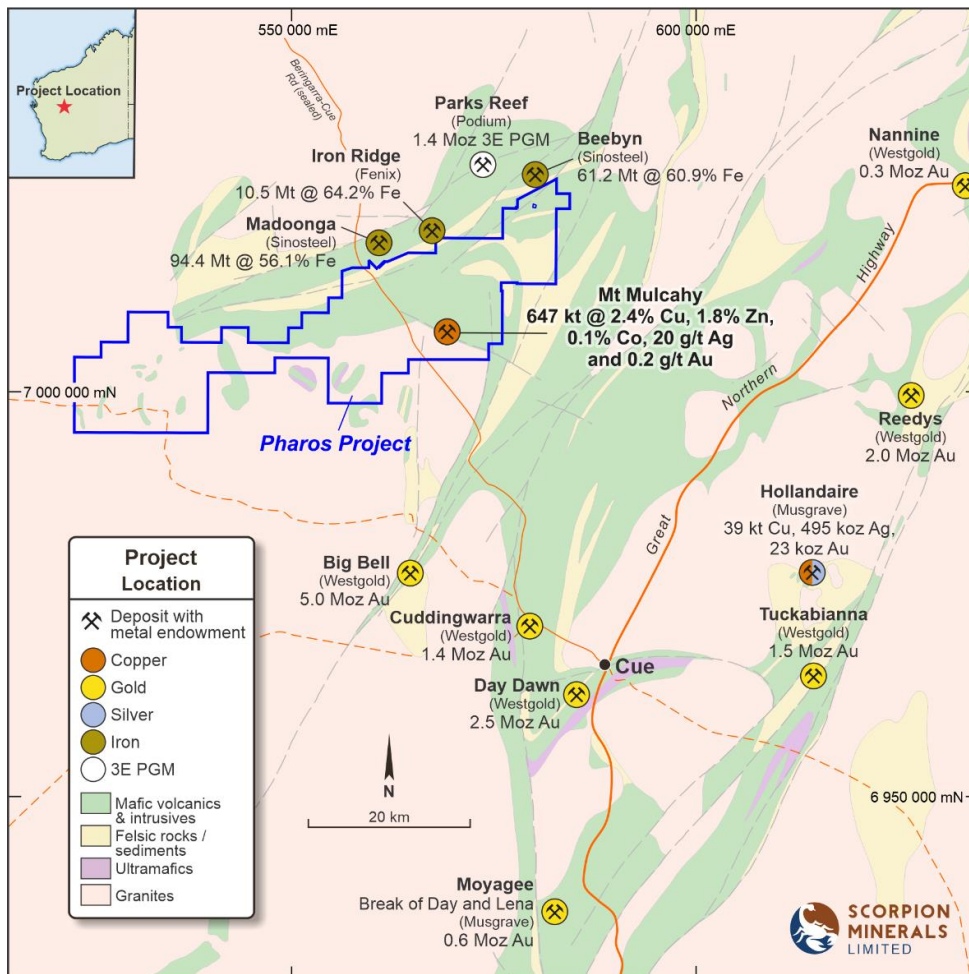 550 000 mE
600 000 mE
Project Location
Beringarra-Cue
Rd (sealed)
Parks Reef
(Podium)
1.4 Moz 3E PGM
Beebyn
(Sinosteel)
61.2 Mt @ 60.9% Fe
Nannine
(Westgold)
0.3 Moz Au
Iron Ridge
(Fenix)
10.5 Mt @ 64.2% Fe
Madoonga
(Sinosteel)
94.4 Mt @ 56.1% Fe
Highway
Mt Mulcahy
647 kt @ 2.4% Cu, 1.8% Zn,
0.1% Co, 20 g/t Ag
and 0.2 g/t Au
Northern
7 000 000 mN
Pharos Project
Reedys
(Westgold)
2.0 Moz Au
Great
Hollandaire
(Musgrave)
39 kt Cu, 495 koz Ag,
23 koz Au
Big Bell
(Westgold)
5.0 Moz Au
Cuddingwarra
(Westgold)
1.4 Moz Au
Tuckabianna
(Westgold)
1.5 Moz Au
Cue
Day Dawn
(Westgold)
2.5 Moz Au
Project
Location
Deposit with
metal endowment
Copper
Gold
Silver
Iron
3E PGM
Mafic volcanics
& intrusives
Felsic rocks /
sediments
Ultramafics
Granites
N
20 km
6 950 000 mN
Moyagee
Break of Day and Lena
(Musgrave)
0.6 Moz Au
SCORPION
MINERALS
LIMITED